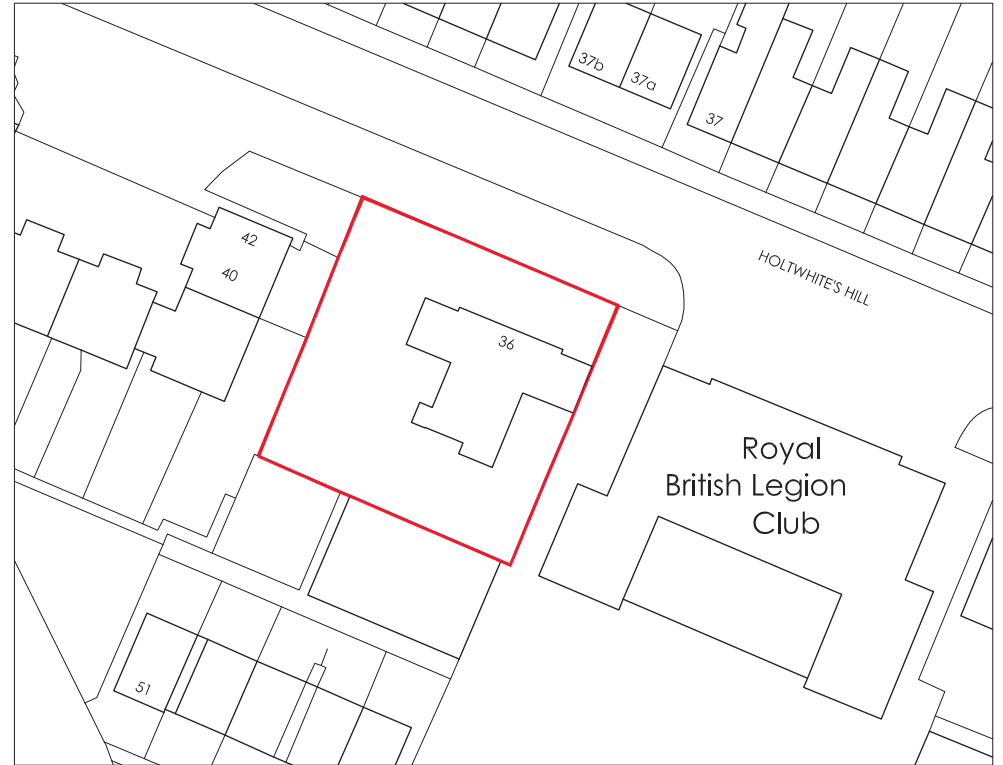 37b
37a
37
42
40
HOLTWHITE'S HILL
36
Royal
British Legion
Club
51